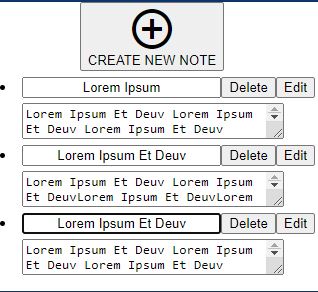 CREATE NEW NOTE
Lorem Ipsum Delete Edit
Lorem Ipsum Et Deuv Lorem Ipsum
Et Deuv Lorem Ipsum Et Deuv
Lorem Ipsum Et Deuv Delete Edit
Lorem Ipsum Et Deuv Lorem Ipsum
Et DeuvLorem Ipsum Et DeuvLorem
Lorem Ipsum Et Deuv Delete Edit
Lorem Ipsum Et Deuv Lorem Ipsum
Et Deuv Lorem Ipsum Et Deuv